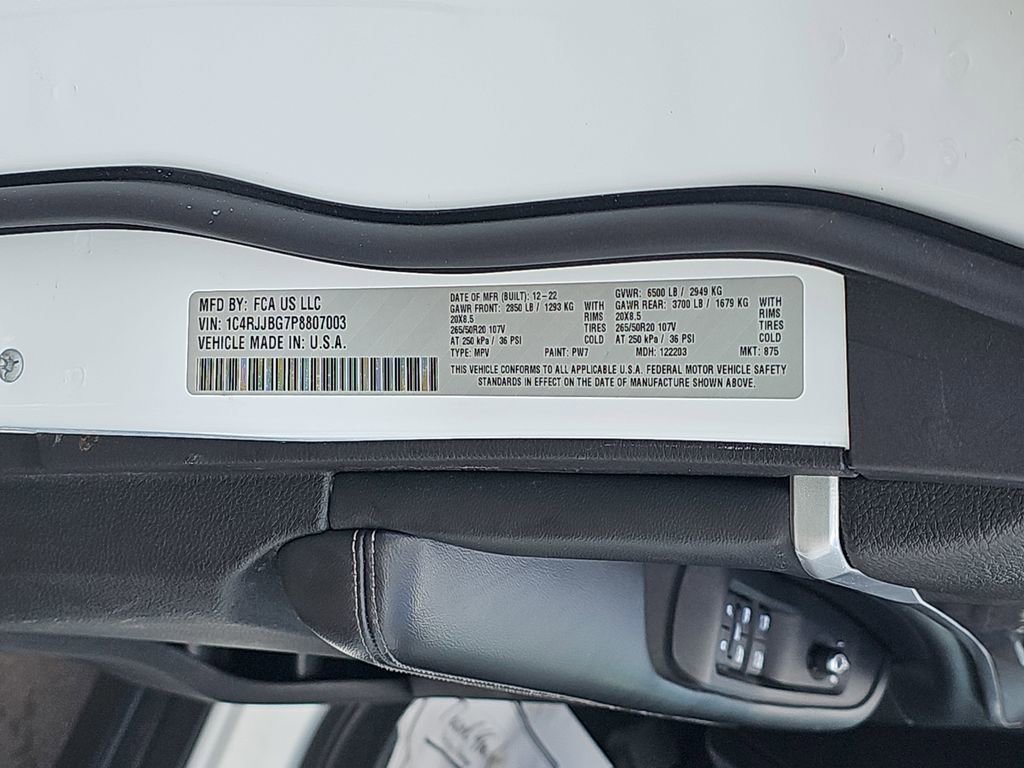 MFD BY: FCA US LLC
VIN: 1C4RJJBG7P8807003
VEHICLE MADE IN: U.S.A.
DATE OF MFR (BUILT): 12-22
GAWR FRONT: 2850 LB / 1293 KG
20X8.5
265/50R20 107V
AT 250 kPa / 36 PSI
WITH
RIMS
TIRES
COLD
GVWR: 6500 LB / 2949 KG
GAWR REAR: 3700 LB / 1679 KG
20X8.5
265/50R20 107V
AT 250 kPa / 36 PSI
WITH
RIMS
TIRES
COLD
TYPE: MPV PAINT: PW7 MDH: 122203 MKT: 875
THIS VEHICLE CONFORMS TO ALL APPLICABLE U.S.A. FEDERAL MOTOR VEHICLE SAFETY
STANDARDS IN EFFECT ON THE DATE OF MANUFACTURE SHOWN ABOVE.